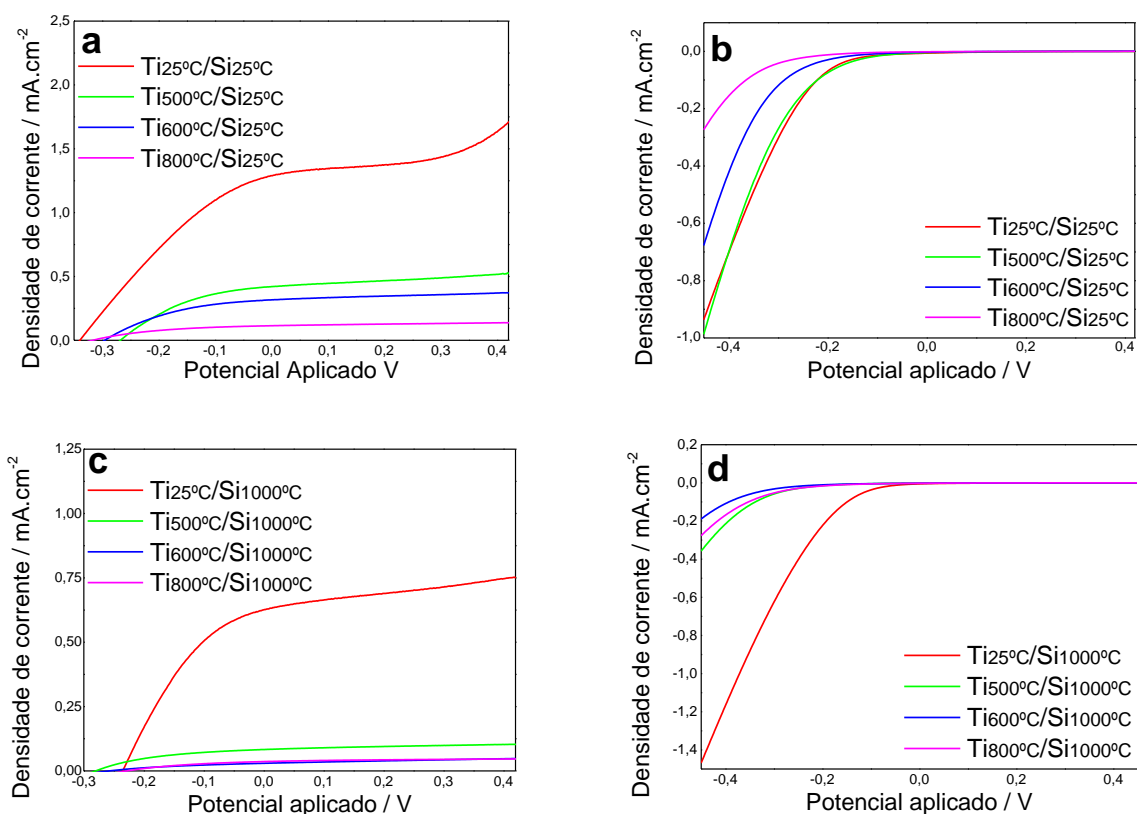 a
Ti25ºC/Si25ºC
Ti500ºC/Si25ºC
Ti600ºC/Si25ºC
Ti800ºC/Si25ºC
2,5
2,0
1,5
1,0
0,5
0,0
-0,3 -0,2 -0,1 0,0 0,1 0,2 0,3 0,4
Densidade de corrente / mA.cm-2
Potencial Aplicado V
b
0,0
-0,2
-0,4
-0,6
-0,8
-1,0
Ti25ºC/Si25ºC
Ti500ºC/Si25ºC
Ti600ºC/Si25ºC
Ti800ºC/Si25ºC
-0,4 -0,2 0,0 0,2 0,4
Densidade de corrente / mA.cm-2
Potencial aplicado / V
c
Ti25ºC/Si1000ºC
Ti500ºC/Si1000ºC
Ti600ºC/Si1000ºC
Ti800ºC/Si1000ºC
1,25
1,00
0,75
0,50
0,25
0,00
-0,3 -0,2 -0,1 0,0 0,1 0,2 0,3 0,4
Densidade de corrente / mA.cm-2
Potencial aplicado / V
d
0,2
0,0
-0,2
-0,4
-0,6
-0,8
-1,0
-1,2
-1,4
Ti25ºC/Si1000ºC
Ti500ºC/Si1000ºC
Ti600ºC/Si1000ºC
Ti800ºC/Si1000ºC
-0,4 -0,2 0,0 0,2 0,4
Densidade de corrente / mA.cm-2
Potencial aplicado / V